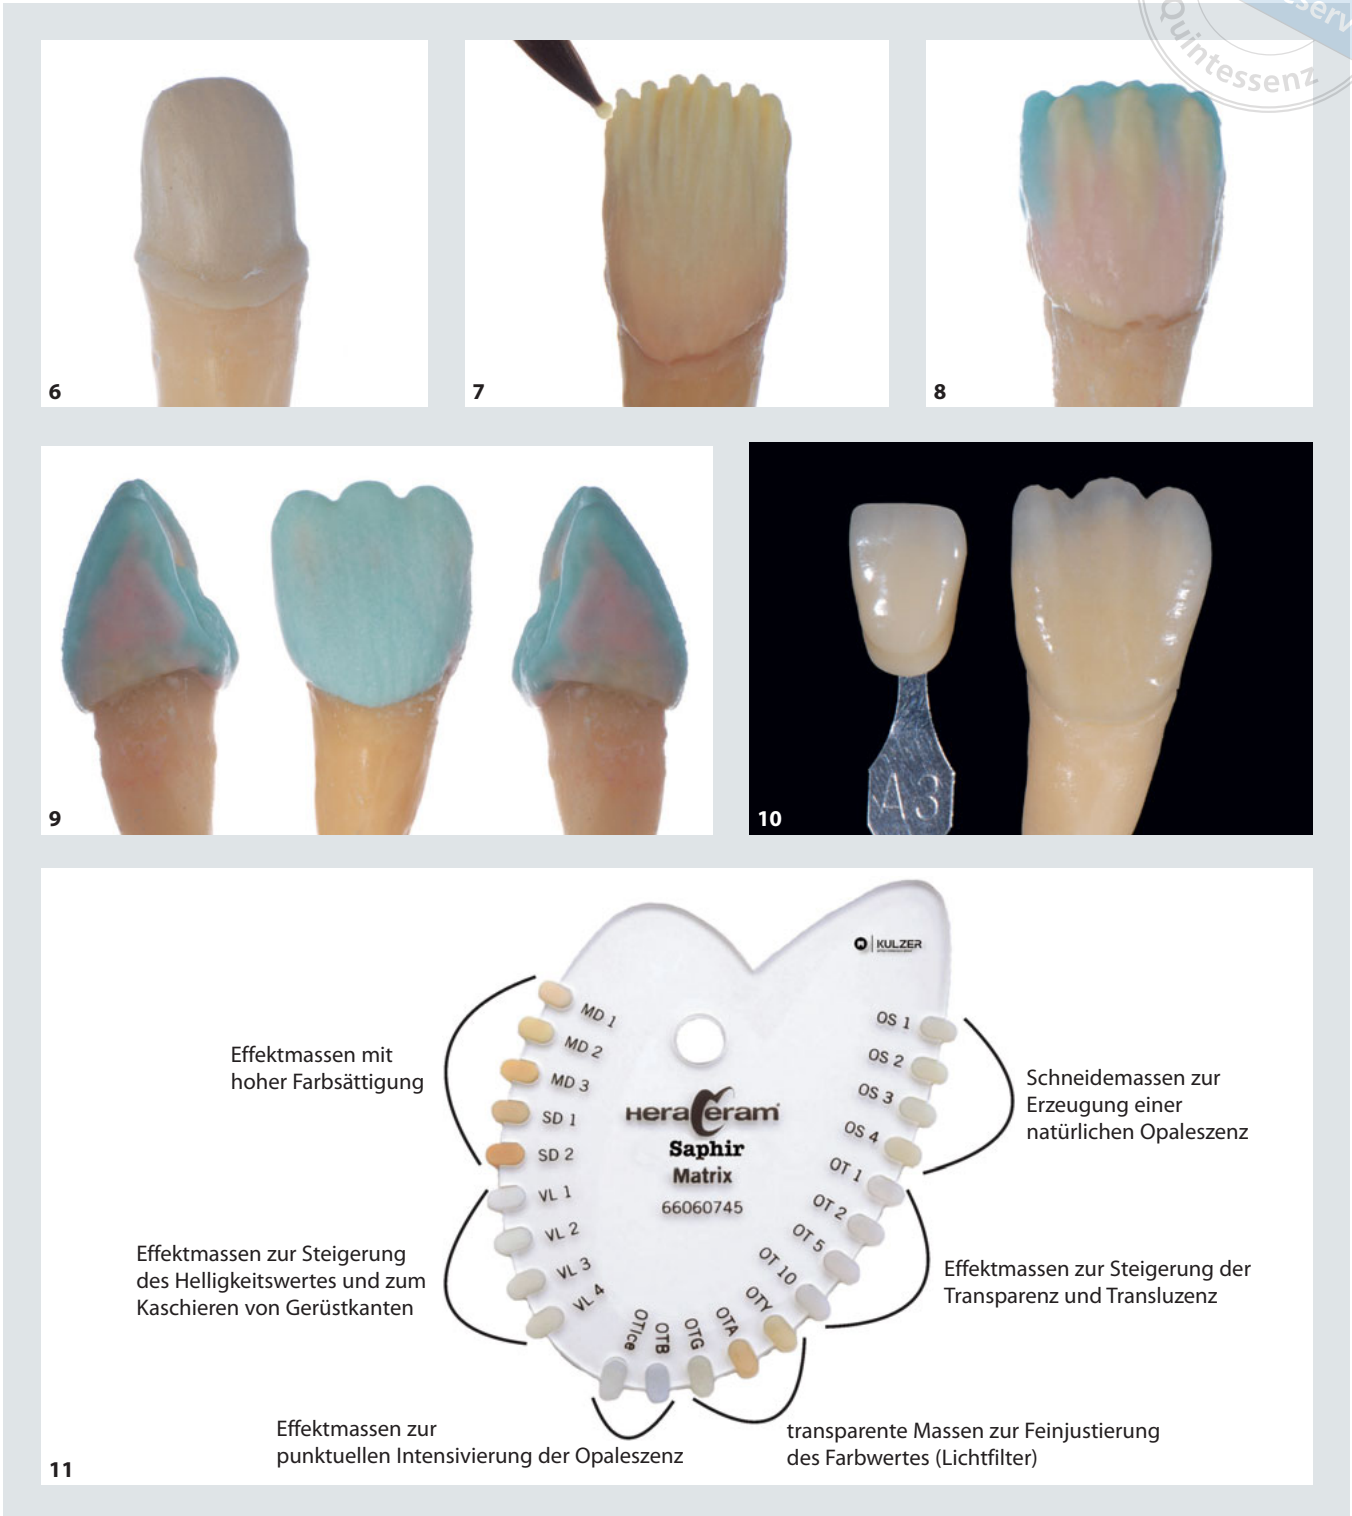 Quintessenz
6
7
8
9
A3
10
KULZER
MD 1
MD 2
MD 3
SD 1
SD 2
VL 1
VL 2
VL 3
VL 4
OTIce
OTB
OTG
OTA
OTY
OT 10
OT 5
OT 2
OT 1
OS 4
OS 3
OS 2
OS 1
HeraCeram
Saphir
Matrix
66060745
Effektmassen mit
hoher Farbsättigung
Effektmassen zur Steigerung
des Helligkeitswertes und zum
Kaschieren von Gerüstkanten
Effektmassen zur
punktuellen Intensivierung der Opaleszenz
transparente Massen zur Feinjustierung
des Farbwertes (Lichtfilter)
Effektmassen zur Steigerung der
Transparenz und Transluzenz
Schneidemassen zur
Erzeugung einer
natürlichen Opaleszenz
11